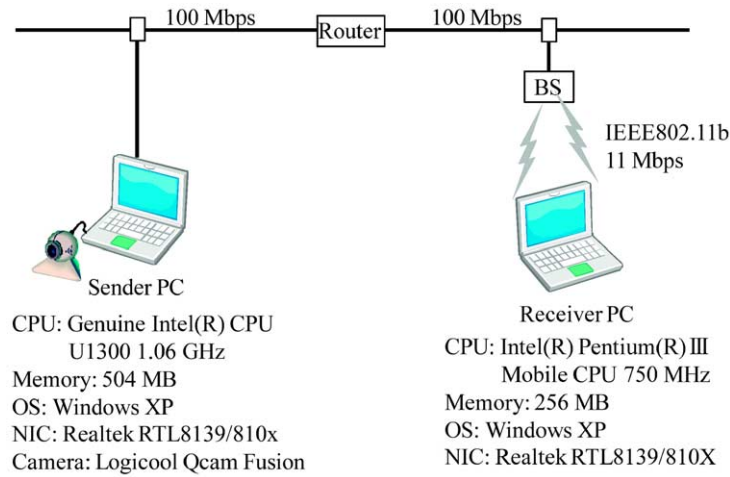 100 Mbps
Router
100 Mbps
BS
IEEE802.11b
11 Mbps
Sender PC
CPU: Genuine Intel(R) CPU
U1300 1.06 GHz
Memory: 504 MB
OS: Windows XP
NIC: Realtek RTL8139/810x
Camera: Logicool Qcam Fusion
Receiver PC
CPU: Intel(R) Pentium(R) Ⅲ
Mobile CPU 750 MHz
Memory: 256 MB
OS: Windows XP
NIC: Realtek RTL8139/810X